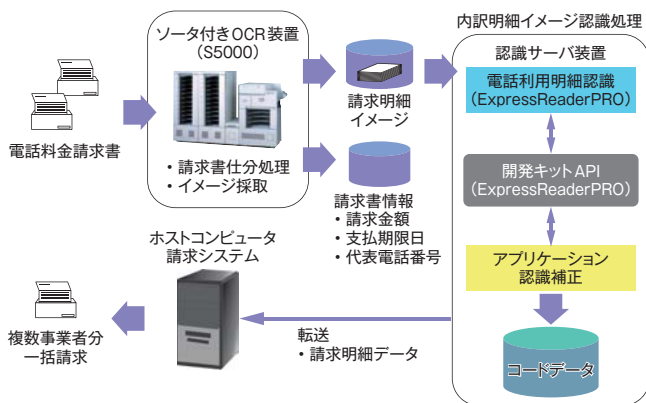 電話料金請求書
ソータ付きOCR装置
(S5000)
・請求書仕分処理
・イメージ採取
請求明細
イメージ
請求書情報
・請求金額
・支払期限日
・代表電話番号
内訳明細イメージ認識処理
認識サーバ装置
電話利用明細認識
(ExpressReaderPRO)
開発キットAPI
(ExpressReaderPRO)
アプリケーション
認識補正
コードデータ
転送
・請求明細データ
ホストコンピュータ
請求システム
複数事業者分
一括請求